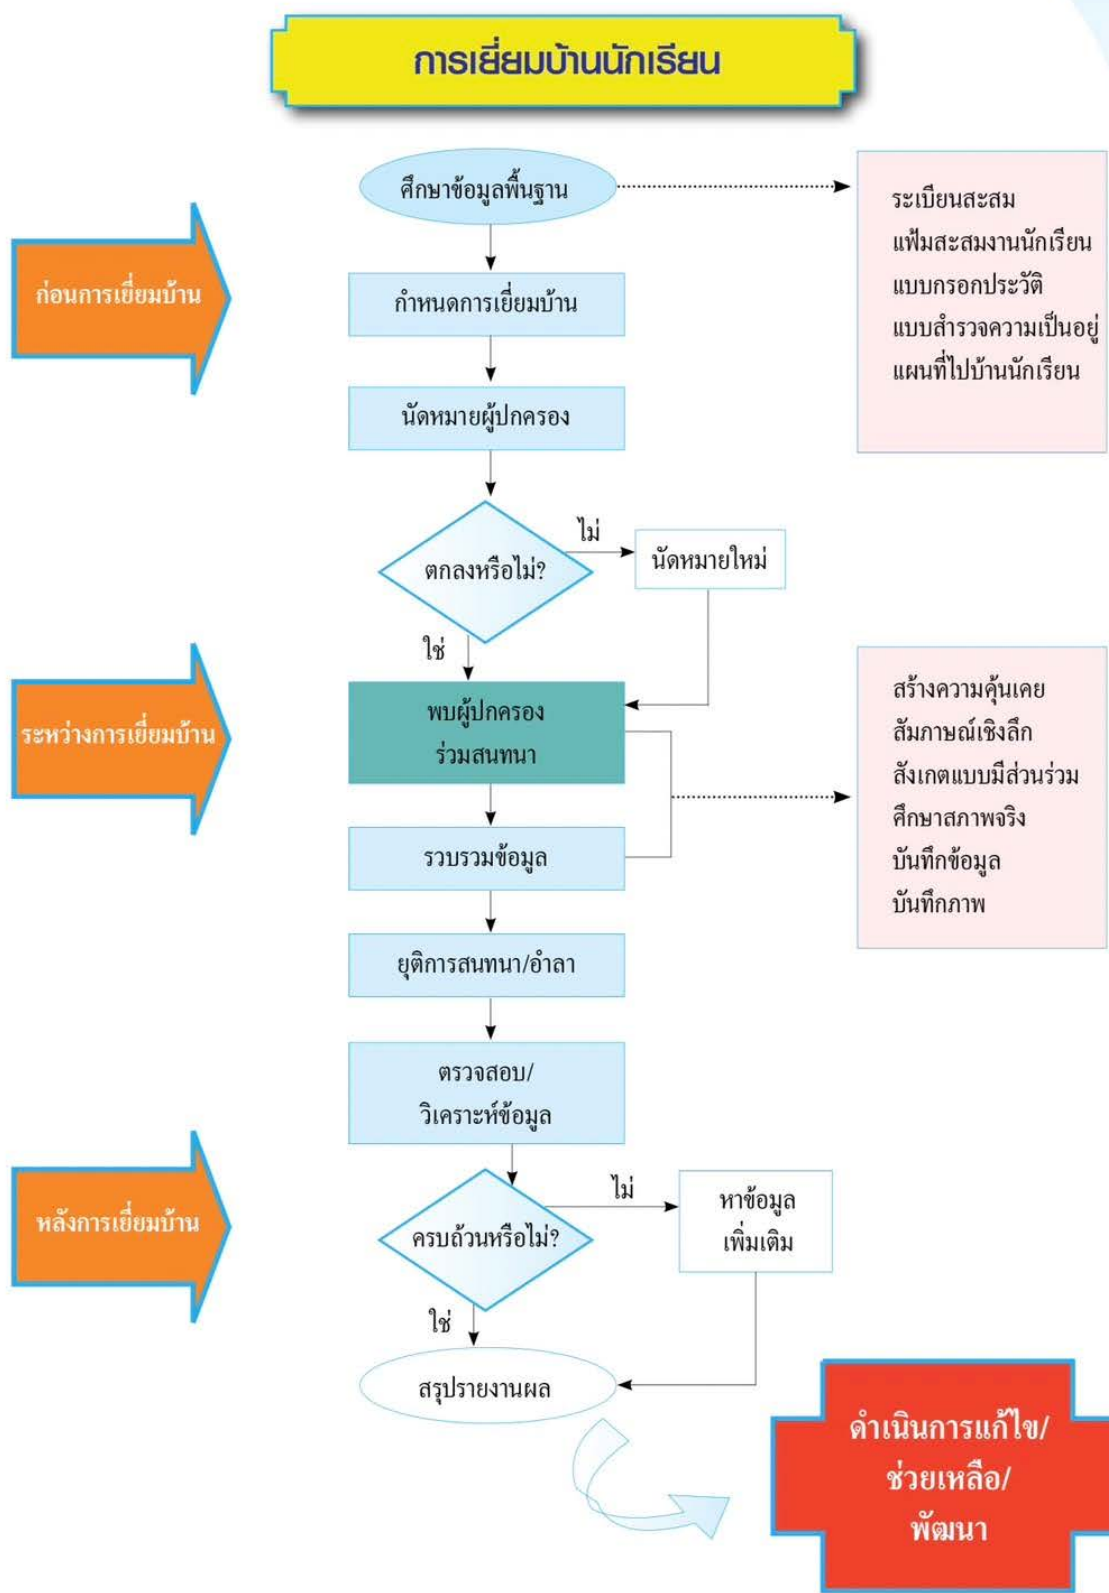 การเยี่ยมบ้านนักเรียน
ศึกษาข้อมูลพื้นฐาน
ระเบียนสะสม
แฟ้มสะสมงานนักเรียน
แบบกรอกประวัติ
แบบสำรวจความเป็นอยู่
แผนที่ไปบ้านนักเรียน
ก่อนการเยี่ยมบ้าน
กำหนดการเยี่ยมบ้าน
นัดหมายผู้ปกครอง
ตกลงหรือไม่?
ไม่
นัดหมายใหม่
ใช่
ระหว่างการเยี่ยมบ้าน
พบผู้ปกครอง
ร่วมสนทนา
สร้างความคุ้นเคย
สัมภาษณ์เชิงลึก
สังเกตแบบมีส่วนร่วม
ศึกษาสภาพจริง
บันทึกข้อมูล
บันทึกภาพ
รวบรวมข้อมูล
ยุติการสนทนา/อำลา
ตรวจสอบ/
วิเคราะห์ข้อมูล
หลังการเยี่ยมบ้าน
ครบถ้วนหรือไม่?
ไม่
หาข้อมูล
เพิ่มเติม
ใช่
สรุปรายงานผล
ดำเนินการแก้ไข/
ช่วยเหลือ/
พัฒนา